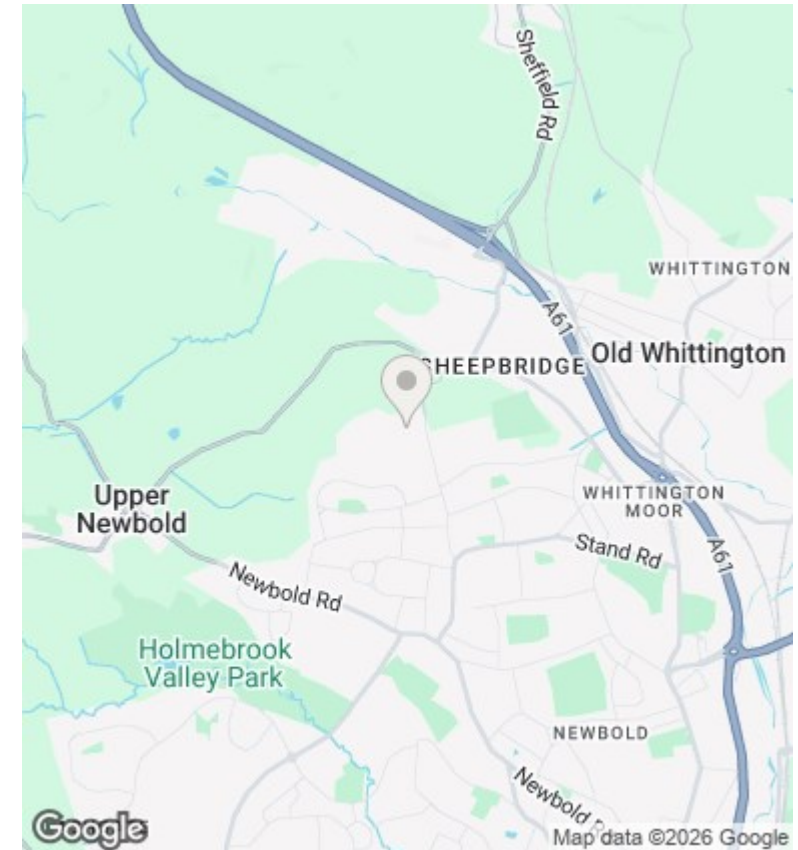 Sheffield Rd
WHITTINGTON
A61
Old Whittington
SHEEPBRIDGE
Upper
Newbold
WHITTINGTON
MOOR
A61
Stand Rd
Newbold Rd
Holmebrook
Valley Park
NEWBOLD
Newbold R
Google
Map data ©2026 Google